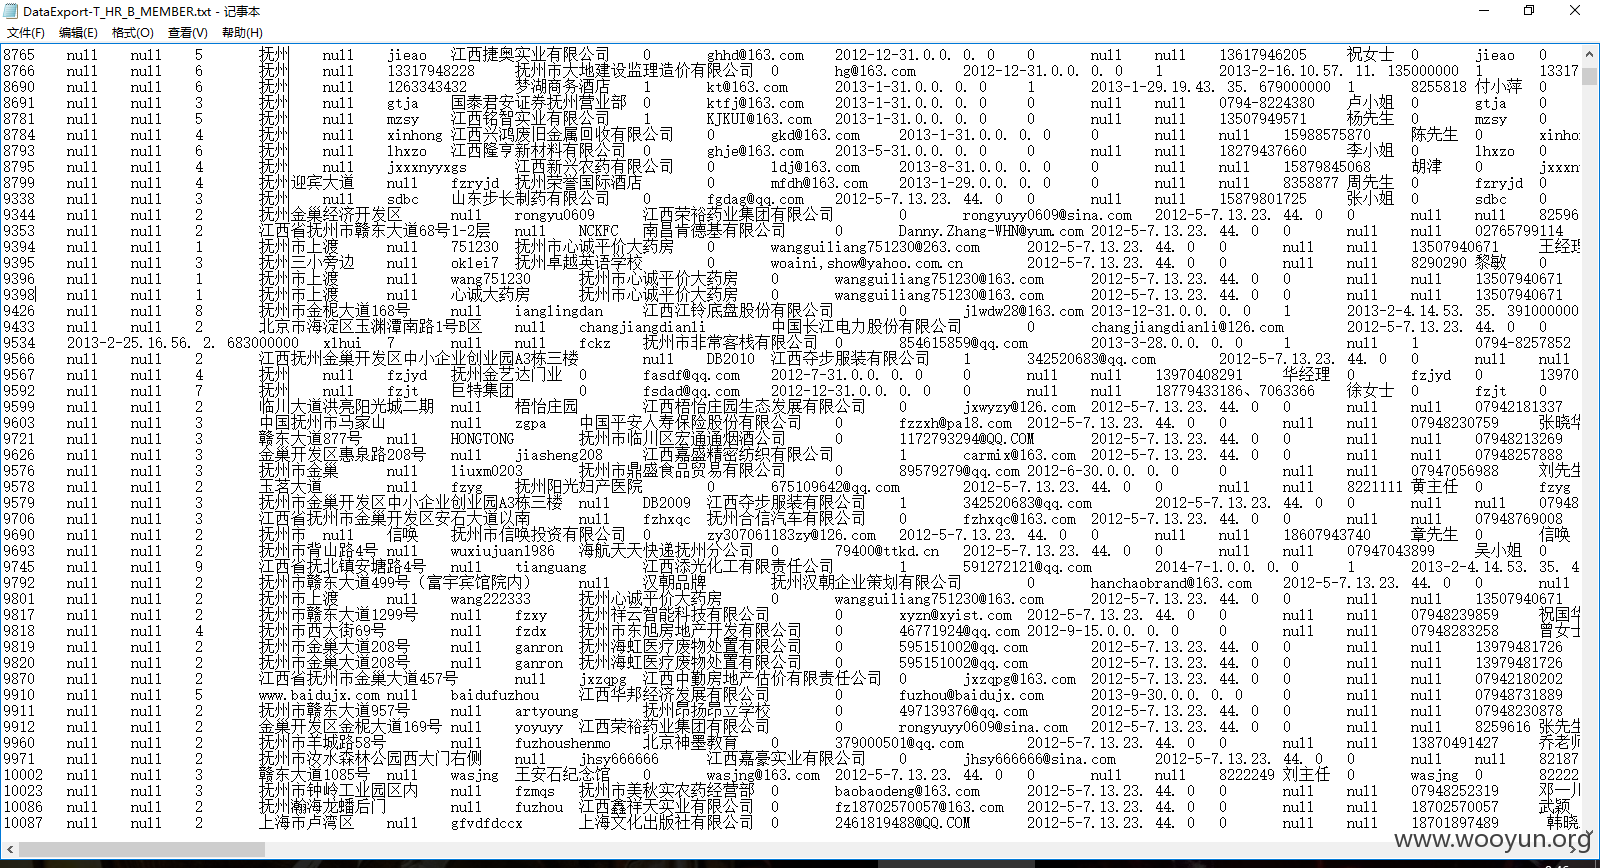 DataExport-T_HR_B_MEMBER.txt - 记事本
文件(F) 编辑(E) 格式(O) 查看(V) 帮助(H)
8765 null null 5 抚州 null jieao 江西捷奥实业有限公司 0 ghhd@163.com 2012-12-31.0.0. 0. 0 0 null null 13617946205 祝女士 0 jieao 0
8766 null null 6 抚州 null 13317948228 抚州市大地建设监理造价有限公司 0 hg@163.com 2012-12-31.0.0. 0. 0 1 2013-2-16.10.57. 11. 135000000 1 13317
8690 null null 6 抚州 null 1263343432 梦湖商务酒店 1 kt@163.com 2013-1-31.0.0. 0. 0 1 2013-1-29.19.43. 35. 679000000 1 8255818 付小萍 0
8691 null null 3 抚州 null gtja 国泰君安证券抚州营业部 0 ktfj@163.com 2013-1-31.0.0. 0. 0 0 null null 0794-8224380 卢小姐 0 gtja 0
8781 null null 5 抚州 null mzsy 江西铭智实业有限公司 1 KJKUI@163.com 2013-1-31.0.0. 0. 0 0 null null 13507949571 杨先生 0 mzsy 0
8784 null null 4 抚州 null xinhong 江西兴鸿废旧金属回收有限公司 0 gkd@163.com 2013-1-31.0.0. 0. 0 0 null null 15988575870 陈先生 0 xinho
8793 null null 6 抚州 null lhxzo 江西隆亨新材料有限公司 0 ghje@163.com 2013-5-31.0.0. 0. 0 0 null null 18279437660 李小姐 0 lhxzo 0
8795 null null 4 抚州 null jxxxnyyxgs 江西新兴农药有限公司 0 ldj@163.com 2013-8-31.0.0. 0. 0 0 null null 15879845068 胡津 0 jxxxn
8799 null null 4 抚州迎宾大道 null fzryjd 抚州荣誉国际酒店 0 mfdh@163.com 2013-1-29.0.0. 0. 0 0 null null 8358877 周先生 0 fzryjd 0
9338 null null 3 抚州 null sdbc 山东步长制药有限公司 0 fgdag@qq.com 2012-5-7.13.23. 44. 0 0 null null 15879801725 张小姐 0 sdbc 0
9344 null null 2 抚州金巢经济开发区 null rongyu0609 江西荣裕药业集团有限公司 0 rongyuyy0609@sina.com 2012-5-7.13.23. 44. 0 0 null null 82596
9353 null null 2 江西省抚州市赣东大道68号1-2层 null NCKFC 南昌肯德基有限公司 0 Danny.Zhang-WHN@yum.com 2012-5-7.13.23. 44. 0 0 null null 02765799114
9394 null null 1 抚州市上渡 null 751230 抚州市心诚平价大药房 0 wangguiliang751230@263.com 2012-5-7.13.23. 44. 0 0 null null 13507940671 王经理
9395 null null 3 抚州三小旁边 null oklei7 抚州卓越英语学校 0 woaini,show@yahoo.com.cn 2012-5-7.13.23. 44. 0 0 null null 8290290 黎敏 0
9396 null null 1 抚州市上渡 null wang751230 抚州市心诚平价大药房 0 wangguiliang751230@163.com 2012-5-7.13.23. 44. 0 0 null null 13507940671
9398 null null 1 抚州市上渡 null 心诚大药房 抚州市心诚平价大药房 0 wangguiliang751230@163.com 2012-5-7.13.23. 44. 0 0 null null 13507940671
9426 null null 8 抚州市金柅大道168号 null ianglingdan 江西江铃底盘股份有限公司 0 jlwdw28@163.com 2013-12-31.0.0. 0. 0 1 2013-2-4.14.53. 35. 391000000
9433 null null 2 北京市海淀区玉渊潭南路1号B区 null changjiangdianli 中国长江电力股份有限公司 0 changjiangdianli@126.com 2012-5-7.13.23. 44. 0
9534 2013-2-25.16.56. 2. 683000000 xlhui 7 null null fckz 抚州市非常客栈有限公司 0 854615859@qq.com 2013-3-28.0.0. 0. 0 1 1 0794-8257852
9566 null null 2 江西抚州金巢开发区中小企业创业园A3栋三楼 null DB2010 江西夺步服装有限公司 1 342520683@qq.com 2012-5-7.13.23. 44. 0 0 null null
9567 null null 4 抚州 null fzjyd 抚州金艺达门业 0 fasdf@qq.com 2012-7-31.0.0. 0. 0 0 null null 13970408291 华经理 0 fzjyd 0 13970
9592 null null 7 抚州 null fzjt 巨特集团 0 fsdad@qq.com 2012-12-31.0.0. 0. 0 0 null null 18779433186、7063366 徐女士 0 fzjt 0
9599 null null 2 临川大道洪亮阳光城二期 null 梧怡庄园 江西梧怡庄园生态发展有限公司 0 jxwyzy@126.com 2012-5-7.13.23. 44. 0 0 null null 07942181337
9603 null null 2 中国抚州市马家山 null zgpa 中国平安人寿保险股份有限公司 0 fzzxh@pa18.com 2012-5-7.13.23. 44. 0 0 null null 07948230759 张晓华
9721 null null 3 赣东大道877号 null HONGTONG 抚州市临川区宏通通烟酒公司 0 1172793294@QQ.COM 2012-5-7.13.23. 44. 0 0 null null 07948213269
9626 null null 3 金巢开发区惠泉路208号 null jiasheng208 江西嘉盛精密纺织有限公司 1 carmix@163.com 2012-5-7.13.23. 44. 0 0 null null 07948257888
9576 null null 3 抚州市金巢 null liuxm0203 抚州市鼎盛食品贸易有限公司 0 89579279@qq.com 2012-6-30.0.0. 0. 0 0 null null 07947056988 刘先生
9578 null null 2 玉茗大道 null fzyg 抚州阳光妇产医院 0 675109642@qq.com 2012-5-7.13.23. 44. 0 0 null null 8221111 黄主任 0 fzyg
9579 null null 3 抚州市金巢开发区中小企业创业园A3栋三楼 null DB2009 江西夺步服装有限公司 1 342520683@qq.com 2012-5-7.13.23. 44. 0 0 null null 07948
9706 null null 3 江西省抚州市金巢开发区安石大道以南 null fzhxqc 抚州合信汽车有限公司 0 fzhxqc@163.com 2012-5-7.13.23. 44. 0 0 null null 07948769008
9690 null null 2 抚州市 null 信唤 抚州市信唤投资有限公司 0 zy307061183zy@126.com 2012-5-7.13.23. 44. 0 0 null null 18607943740 章先生 0 信唤 0
9693 null null 2 抚州市背山路4号 null wuxiujuan1986 海航天天快递抚州分公司 0 79400@ttkd.cn 2012-5-7.13.23. 44. 0 0 null null 07947043899 吴小姐 0
9745 null null 9 江西省抚北镇安塘路4号 null tianguang 江西添光化工有限责任公司 1 591272121@qq.com 2014-7-1.0.0. 0. 0 1 2013-2-4.14.53. 35. 4
9792 null null 2 抚州市赣东大道499号（富宇宾馆院内） null 汉朝品牌 抚州汉朝企业策划有限公司 0 hanchaobrand@163.com 2012-5-7.13.23. 44. 0 0 null
9801 null null 2 抚州市上渡 null wang222333 抚州心诚平价大药房 0 wangguiliang751230@163.com 2012-5-7.13.23. 44. 0 0 null null 13507940671
9817 null null 2 抚州市赣东大道1299号 null fzxy 抚州祥云智能科技有限公司 0 xyzn@xyist.com 2012-5-7.13.23. 44. 0 0 null null 07948239859 祝国华
9818 null null 4 抚州市西大街69号 null fzdx 抚州市东旭房地产开发有限公司 0 46771924@qq.com 2012-9-15.0.0. 0. 0 0 null null 07948283258 曾女士
9819 null null 2 抚州市金巢大道208号 null ganron 抚州海虹医疗废物处置有限公司 0 595151002@qq.com 2012-5-7.13.23. 44. 0 0 null null 13979481726
9820 null null 2 抚州市金巢大道208号 null ganron 抚州海虹医疗废物处置有限公司 0 595151002@qq.com 2012-5-7.13.23. 44. 0 0 null null 13979481726
9870 null null 2 江西省抚州市金巢大道457号 null jxzqpg 江西中勤房地产估价有限责任公司 0 jxzqpg@163.com 2012-5-7.13.23. 44. 0 0 null null 07942180202
9910 null null 5 www.baidujx.com null baidufuzhou 江西华邦经济发展有限公司 0 fuzhou@baidujx.com 2013-9-30.0.0. 0. 0 0 null null 07948731889
9911 null null 2 抚州市赣东大道957号 null artyoung 抚州昂扬昂立学校 0 497139376@qq.com 2012-5-7.13.23. 44. 0 0 null null 07948230878
9912 null null 2 金巢开发区金柅大道169号 null yoyuyy 江西荣裕药业集团有限公司 0 rongyuyy0609@sina.com 2012-5-7.13.23. 44. 0 0 null null 8259616 张先生
9960 null null 2 抚州市羊城路58号 null fuzhoushenmo 北京神墨教育 0 379000501@qq.com 2012-5-7.13.23. 44. 0 0 null null 13870491427 乔老师
9971 null null 2 抚州市汝水森林公园西大门右侧 null jhsy666666 江西嘉豪实业有限公司 0 jhsy666666@sina.com 2012-5-7.13.23. 44. 0 0 null null 82187
10002 null null 3 赣东大道1085号 null wasjng 王安石纪念馆 0 wasjng@163.com 2012-5-7.13.23. 44. 0 0 null null 8222249 刘主任 0 wasjng 0 82222
10023 null null 3 抚州市钟岭工业园区内 null fzmqs 抚州市美秋实农药经营部 0 baobaodeng@163.com 2012-5-7.13.23. 44. 0 0 null null 07948252319 邓一川
10086 null null 2 抚州瀚海龙蟠后门 null fuzhou 江西鑫祥天实业有限公司 0 fz18702570057@163.com 2012-5-7.13.23. 44. 0 0 null null 18702570057 武颖
10087 null null 2 上海市卢湾区 null gfvdfdccx 上海文化出版社有限公司 0 2461819488@QQ.COM 2012-5-7.13.23. 44. 0 0 null null 18701897489 韩晓
www.wooyun.org